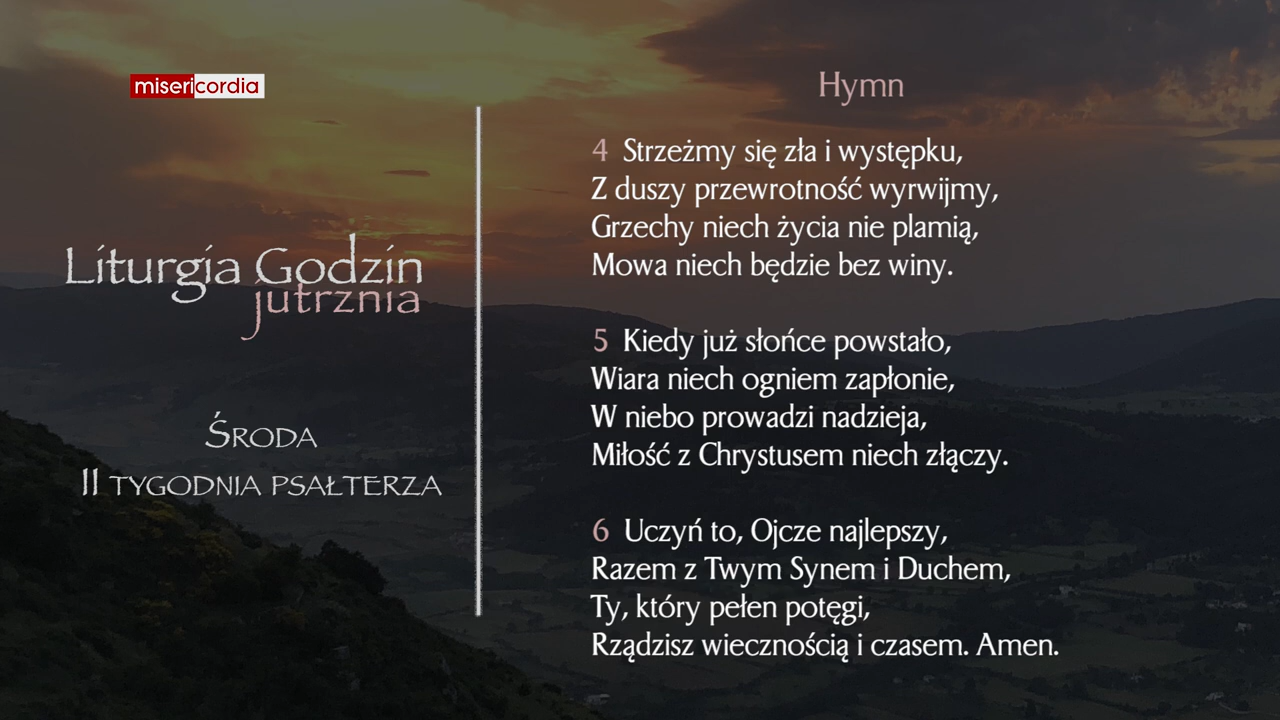 misericordia
Liturgia Godzin
jutrznia
Środa
II tygodnia psałterza
Hymn
4 Strzeżmy się zła i występku,
Z duszy przewrotność wyrwijmy,
Grzechy niech życia nie plamią,
Mowa niech będzie bez winy.
5 Kiedy już słońce powstało,
Wiara niech ogniem zapłonie,
W niebo prowadzi nadzieja,
Miłość z Chrystusem niech złączy.
6 Uczyń to, Ojcze najlepszy,
Razem z Twym Synem i Duchem,
Ty, który pełen potęgi,
Rządzisz wiecznością i czasem. Amen.